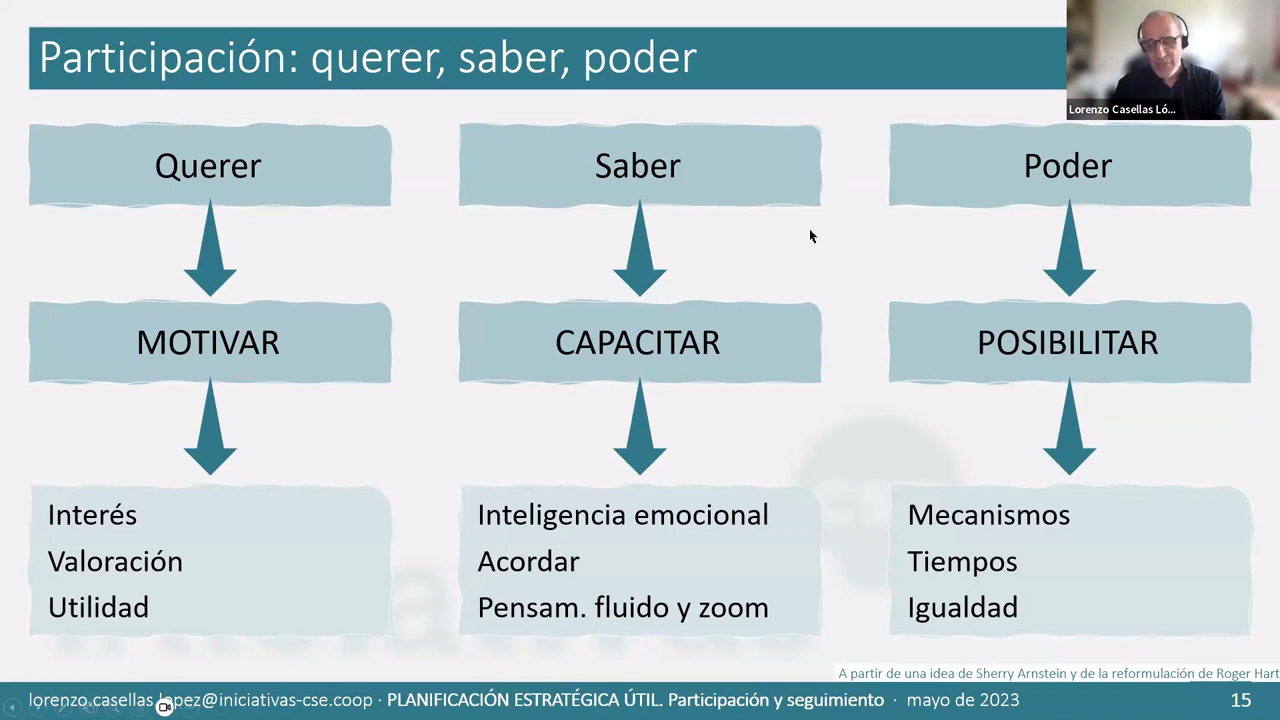 Participación: querer, saber, poder
Lorenzo Casellas Ló...
Querer
Saber
Poder
MOTIVAR
CAPACITAR
POSIBILITAR
Interés
Valoración
Utilidad
Inteligencia emocional
Acordar
Pensam. fluido y zoom
Mecanismos
Tiempos
Igualdad
A partir de una idea de Sherry Arnstein y de la reformulación de Roger Hart
lorenzo.casellas.lopez@iniciativas-cse.coop · PLANIFICACIÓN ESTRATÉGICA ÚTIL. Participación y seguimiento · mayo de 2023
15